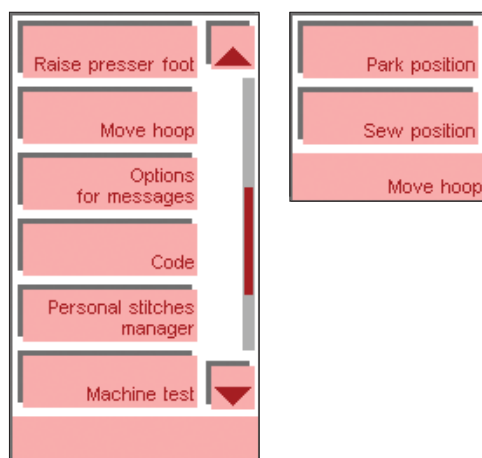 Raise presser foot
Move hoop
Options
for messages
Code
Personal stitches
manager
Machine test
Park position
Sew position
Move hoop